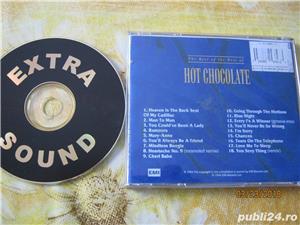 EXTRA
SOUND
The Best of the Rest of
HOT CHOCOLATE
1. Heaven Is The Back Seat
Of My Cadillac
2. Man To Man
3. You Could've Been A Lady
4. Rumours
5. Mary-Anne
6. You'll Always Be A Friend
7. Mindless Boogie
8. Heartache No. 9 (extended remix)
9. Cheri Babe
10. Going Through The Motions
11. Blue Night
12. Every 1's A Winner
13. You'll Never Be So Wrong
14. I'm Sorry
15. Chances
16. Tears On The Telephone
17. Love Me To Sleep
18. You Sexy Thing (remix)
EMI
publi24.ro